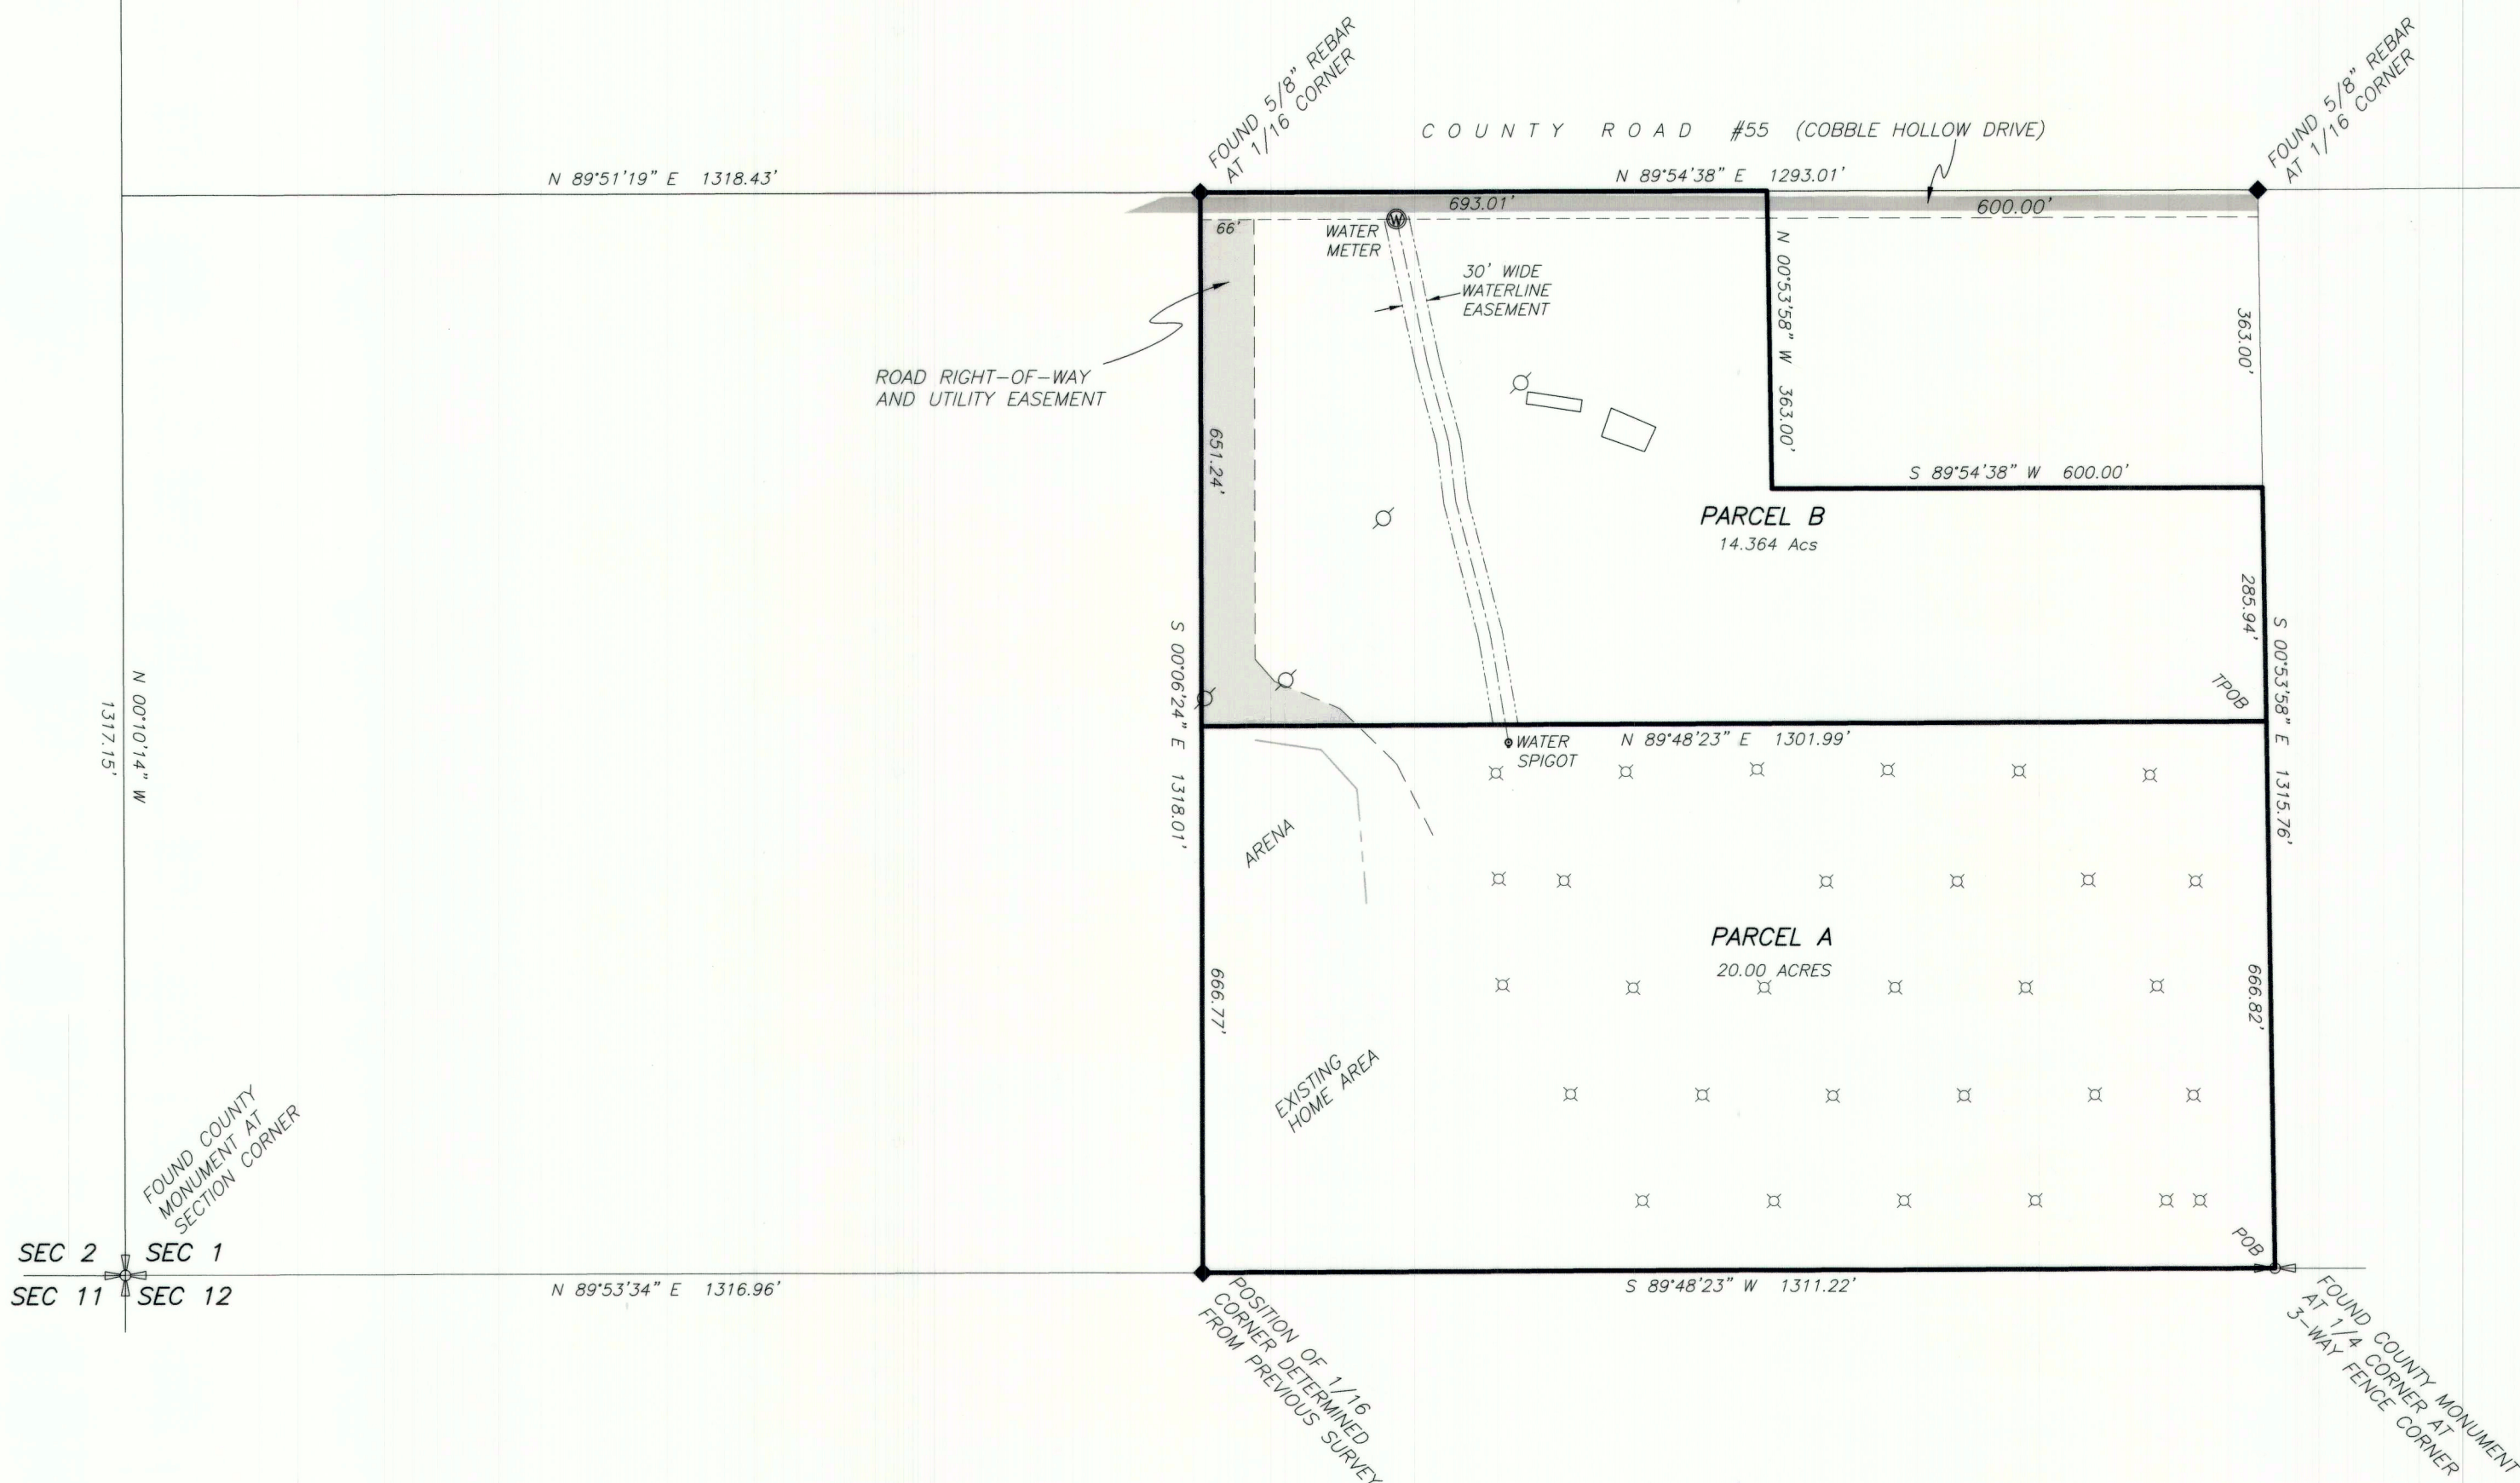 FOUND 5/8" REBAR
AT 1/16 CORNER
FOUND 5/8" REBAR
AT 1/16 CORNER
COUNTY ROAD #55 (COBBLE HOLLOW DRIVE)
N 89°51'19" E 1318.43'
N 89°54'38" E 1293.01'
693.01'
600.00'
66'
WATER
METER
30' WIDE
WATERLINE
EASEMENT
N 00°53'58" W 363.00'
363.00'
ROAD RIGHT-OF-WAY
AND UTILITY EASEMENT
651.24'
S 89°54'38" W 600.00'
PARCEL B
14.364 Acs
285.94'
TPOB
S 00°06'24" E 1318.01'
S 00°53'58" E 1315.76'
N 00°10'14" W
1317.15'
WATER
SPIGOT
N 89°48'23" E 1301.99'
ARENA
PARCEL A
20.00 ACRES
666.77'
666.82'
EXISTING
HOME AREA
FOUND COUNTY
MONUMENT AT
SECTION CORNER
POB
SEC 2
SEC 1
SEC 11
SEC 12
N 89°53'34" E 1316.96'
S 89°48'23" W 1311.22'
POSITION OF 1/16
CORNER DETERMINED
FROM PREVIOUS SURVEY
FOUND COUNTY MONUMENT
AT 1/4 CORNER AT
3-WAY FENCE CORNER
W